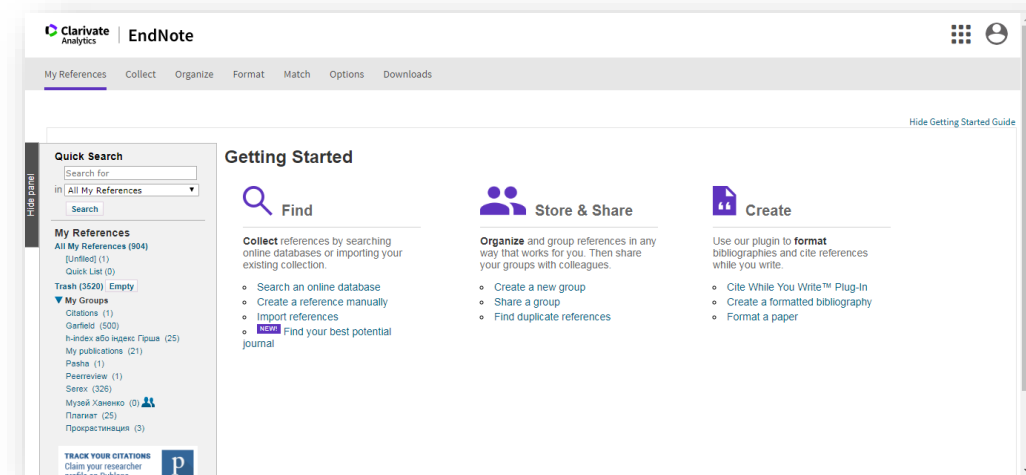 Clarivate
Analytics
EndNote
My References Collect Organize Format Match Options Downloads
Hide Getting Started Guide
Hide panel
Quick Search
Search for
in All My References
Search
My References
All My References (904)
[Unfiled] (1)
Quick List (0)
Trash (3520) Empty
My Groups
Citations (1)
Garfield (500)
h-index або індекс Гірша (25)
My publications (21)
Pasha (1)
Peerreview (1)
Serex (326)
Музей Ханенко (0)
Плагиат (25)
Прокрастинация (3)
TRACK YOUR CITATIONS
Claim your researcher
profile on Publons
p
Getting Started
Find
Collect references by searching
online databases or importing your
existing collection.
Search an online database
Create a reference manually
Import references
NEW! Find your best potential
journal
Store & Share
Organize and group references in any
way that works for you. Then share
your groups with colleagues.
Create a new group
Share a group
Find duplicate references
Create
Use our plugin to format
bibliographies and cite references
while you write.
Cite While You Write™ Plug-In
Create a formatted bibliography
Format a paper